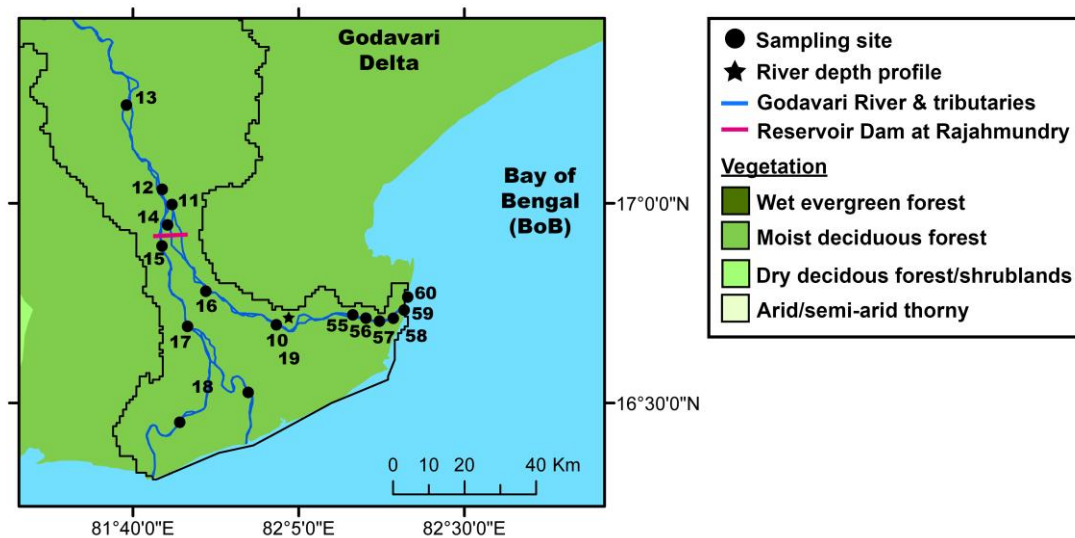 Godavari
Delta
Bay of
Bengal
(BoB)
13
12
11
14
15
16
17
18
10
19
55
56
57
58
59
60
17°0'0"N
16°30'0"N
0 10 20 40 Km
81°40'0"E
82°5'0"E
82°30'0"E
Sampling site
River depth profile
Godavari River & tributaries
Reservoir Dam at Rajahmundry
Vegetation
Wet evergreen forest
Moist deciduous forest
Dry decidous forest/shrublands
Arid/semi-arid thorny